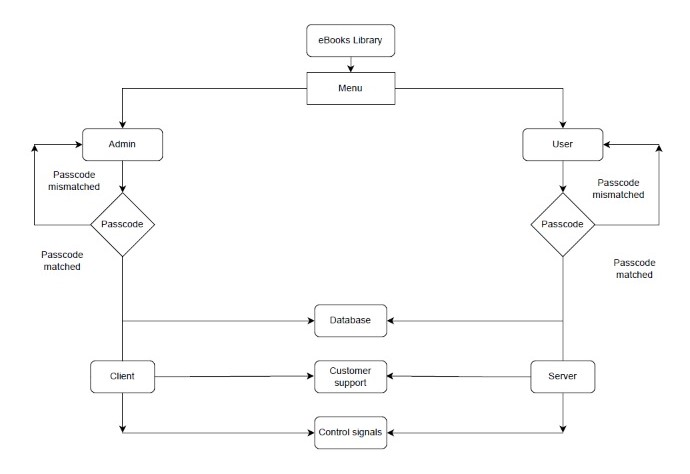 eBooks Library
Menu
Admin
User
Passcode
mismatched
Passcode
mismatched
Passcode
Passcode
Passcode
matched
Passcode
matched
Database
Client
Customer
support
Server
Control signals